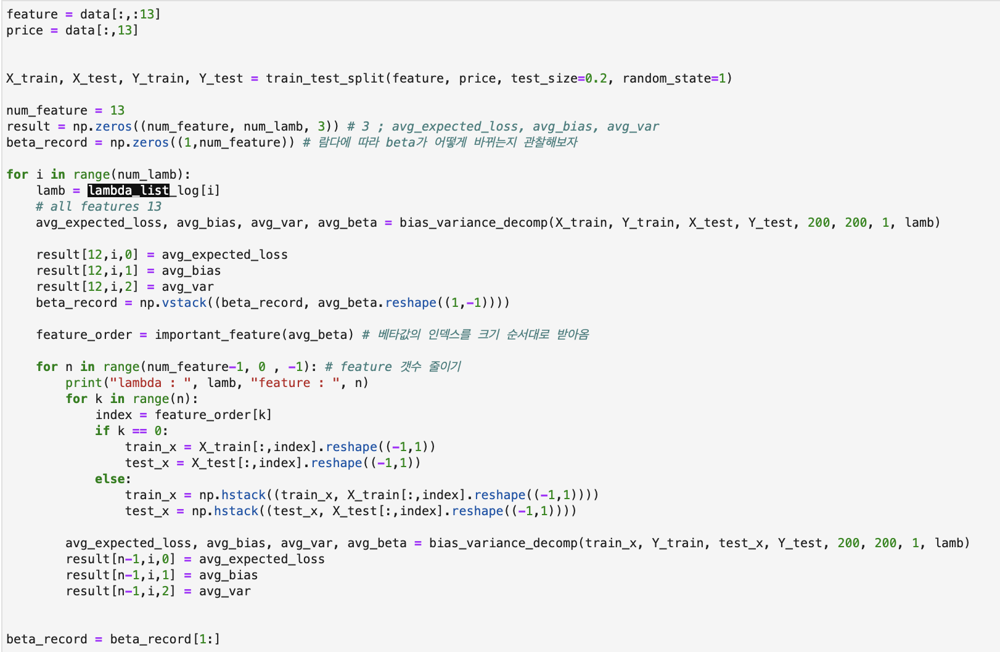 feature = data[:,:13]
price = data[:,13]
X_train, X_test, Y_train, Y_test = train_test_split(feature, price, test_size=0.2, random_state=1)
num_feature = 13
result = np.zeros((num_feature, num_lamb, 3)) # 3 ; avg_expected_loss, avg_bias, avg_var
beta_record = np.zeros((1,num_feature)) # 람다에 따라 beta가 어떻게 바뀌는지 관찰해보자
for i in range(num_lamb):
    lamb = lambda_list_log[i]
    # all features 13
    avg_expected_loss, avg_bias, avg_var, avg_beta = bias_variance_decomp(X_train, Y_train, X_test, Y_test, 200, 200, 1, lamb)
    result[12,i,0] = avg_expected_loss
    result[12,i,1] = avg_bias
    result[12,i,2] = avg_var
    beta_record = np.vstack((beta_record, avg_beta.reshape((1,-1))))
    feature_order = important_feature(avg_beta) # 베타값의 인덱스를 크기 순서대로 받아옴
    for n in range(num_feature-1, 0 , -1): # feature 갯수 줄이기
        print("lambda : ", lamb, "feature : ", n)
        for k in range(n):
            index = feature_order[k]
            if k == 0:
                train_x = X_train[:,index].reshape((-1,1))
                test_x = X_test[:,index].reshape((-1,1))
            else:
                train_x = np.hstack((train_x, X_train[:,index].reshape((-1,1))))
                test_x = np.hstack((test_x, X_test[:,index].reshape((-1,1))))
        avg_expected_loss, avg_bias, avg_var, avg_beta = bias_variance_decomp(train_x, Y_train, test_x, Y_test, 200, 200, 1, lamb)
        result[n-1,i,0] = avg_expected_loss
        result[n-1,i,1] = avg_bias
        result[n-1,i,2] = avg_var
beta_record = beta_record[1:]